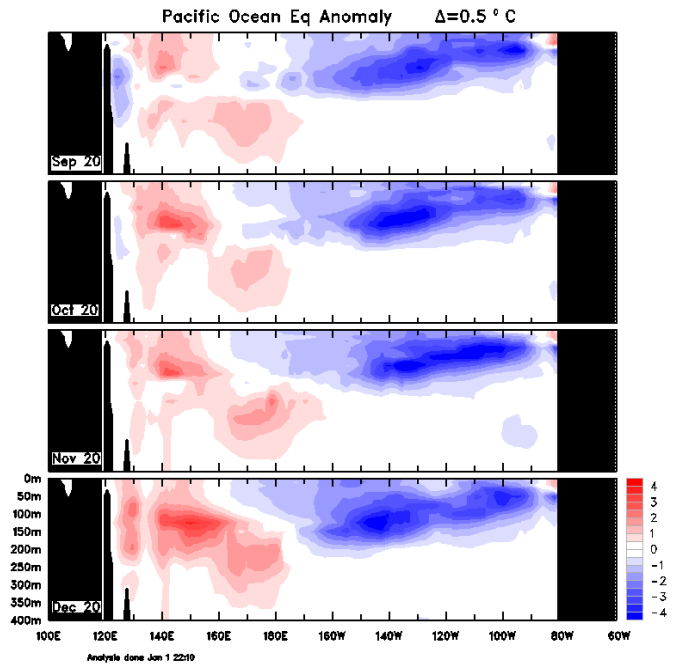 Pacific Ocean Eq Anomaly Δ=0.5 ° C
Sep 20
Oct 20
Nov 20
Dec 20
0m
50m
100m
150m
200m
250m
300m
350m
400m
4
3
2
1
0
-1
-2
-3
-4
100E 120E 140E 160E 180E 160W 140W 120W 100W 80W 60W
Analysis done Jan 1 22:19